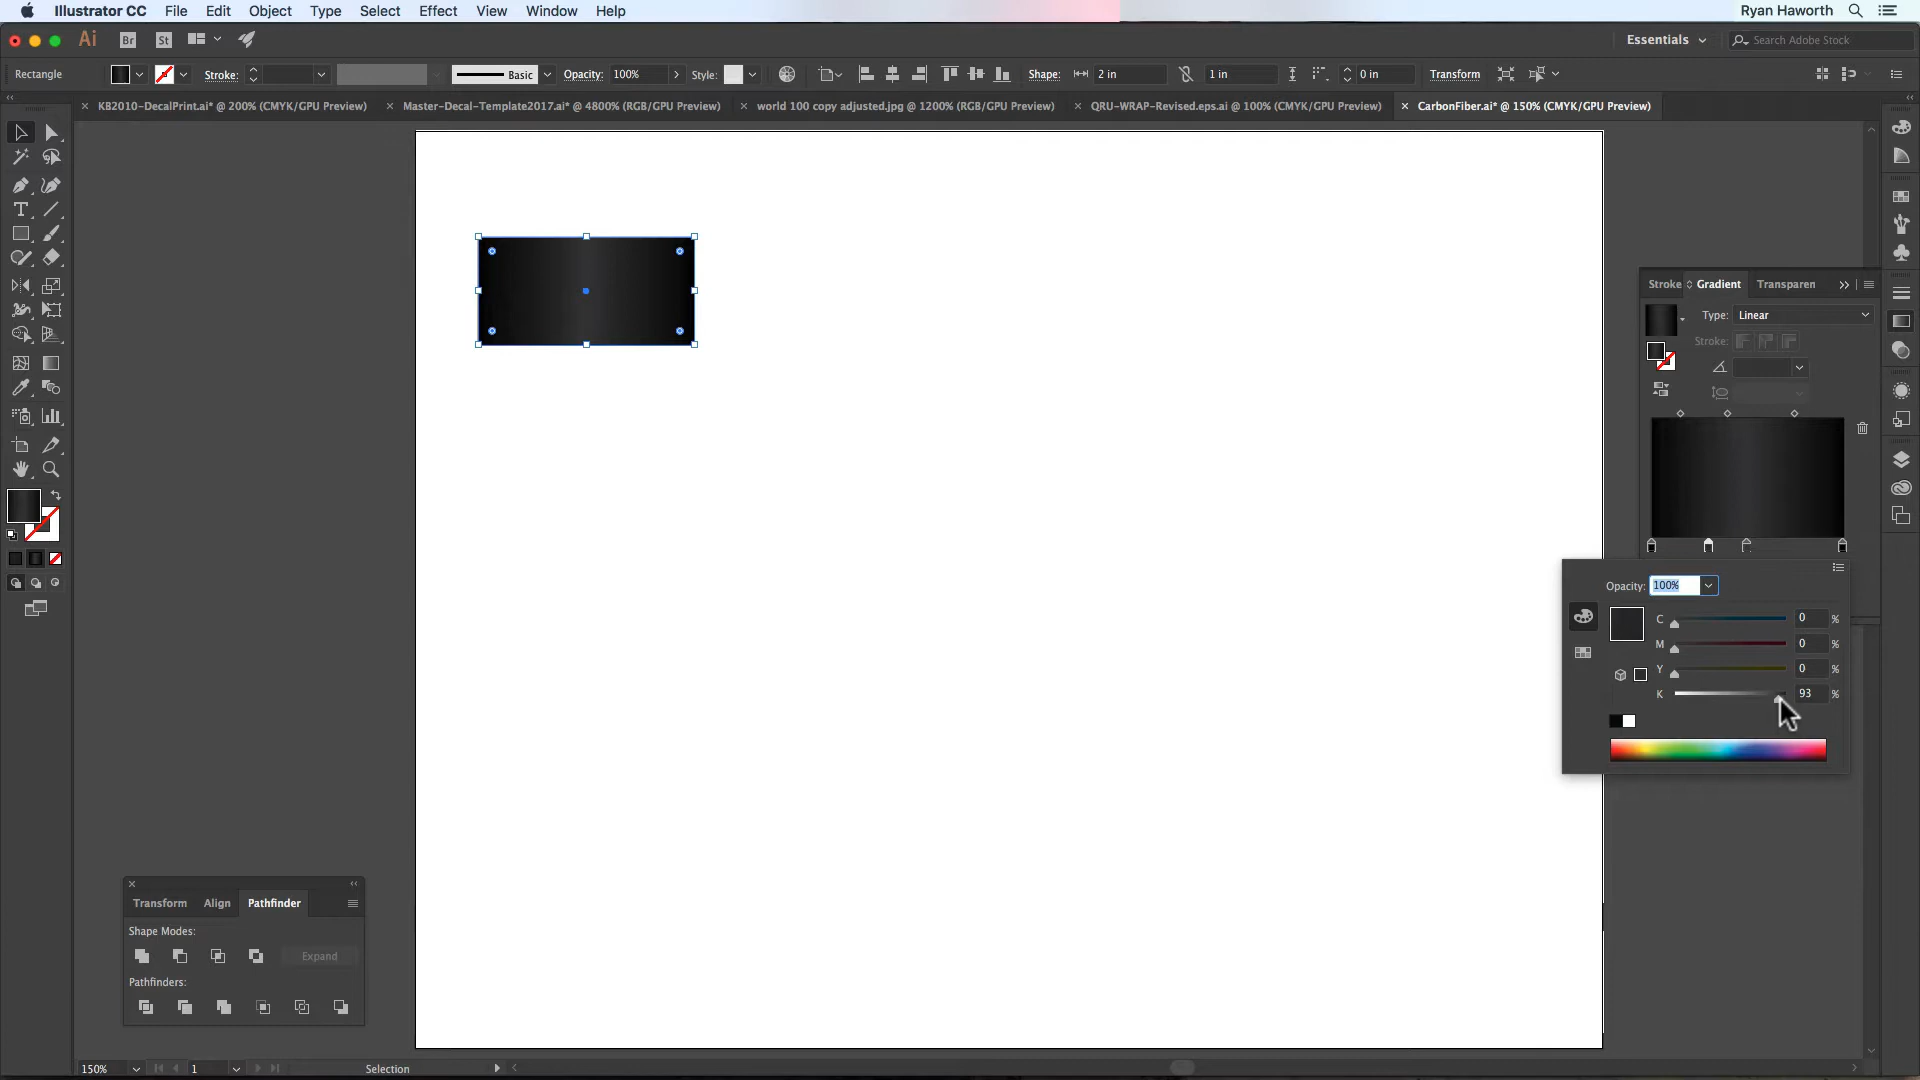 Illustrator CC File Edit Object Type Select Effect View Window Help Ryan Haworth
Ai Br St Essentials Search Adobe Stock
Rectangle Stroke: Basic Opacity: 100% Style: Shape: 2 in 1 in 0 in Transform
KB2010-DecalPrint.ai* @ 200% (CMYK/GPU Preview) Master-Decal-Template2017.ai* @ 4800% (RGB/GPU Preview) world 100 copy adjusted.jpg @ 1200% (RGB/GPU Preview) QRU-WRAP-Revised.eps.ai @ 100% (CMYK/GPU Preview) CarbonFiber.ai* @ 150% (CMYK/GPU Preview)
Stroke Gradient Transparen
Type: Linear
Stroke:
Opacity: 100%
C 0 %
M 0 %
Y 0 %
K 93 %
Transform Align Pathfinder
Shape Modes:
Expand
Pathfinders:
150% 1 Selection